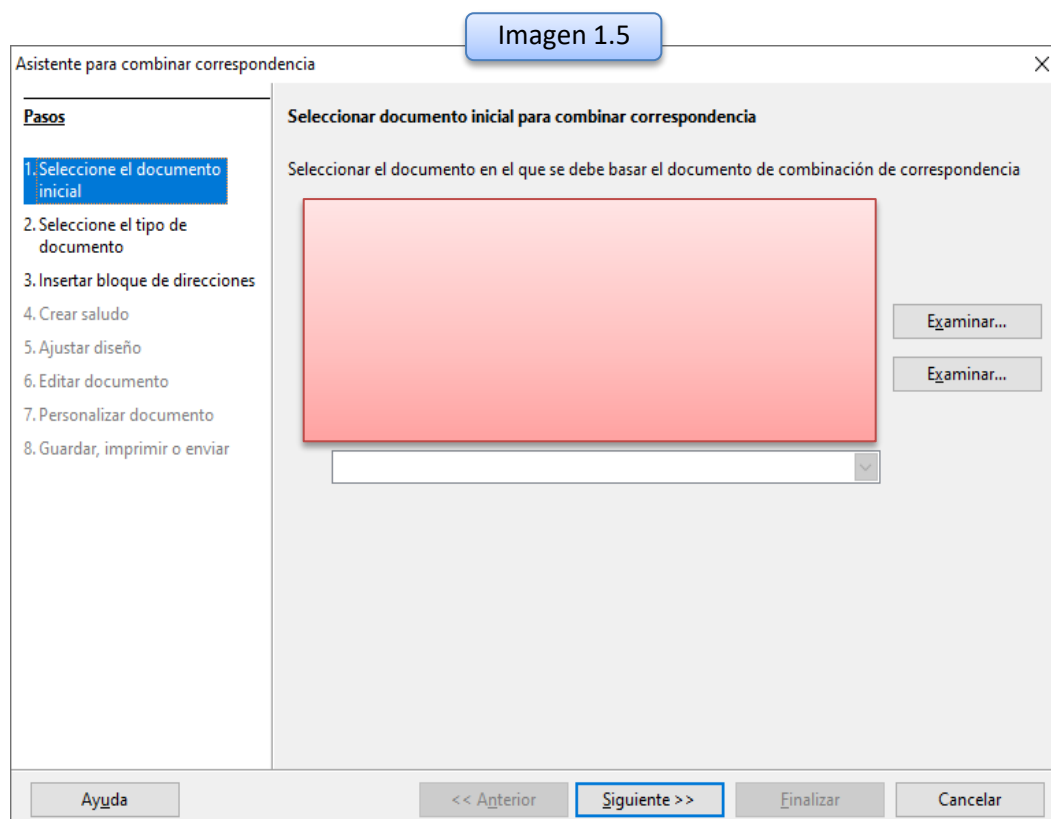 Imagen 1.5
Asistente para combinar correspondencia
Pasos
1. Seleccione el documento
inicial
2. Seleccione el tipo de
documento
3. Insertar bloque de direcciones
4. Crear saludo
5. Ajustar diseño
6. Editar documento
7. Personalizar documento
8. Guardar, imprimir o enviar
Seleccionar documento inicial para combinar correspondencia
Seleccionar el documento en el que se debe basar el documento de combinación de correspondencia
Examinar...
Examinar...
Ayuda
<< Anterior
Siguiente >>
Finalizar
Cancelar